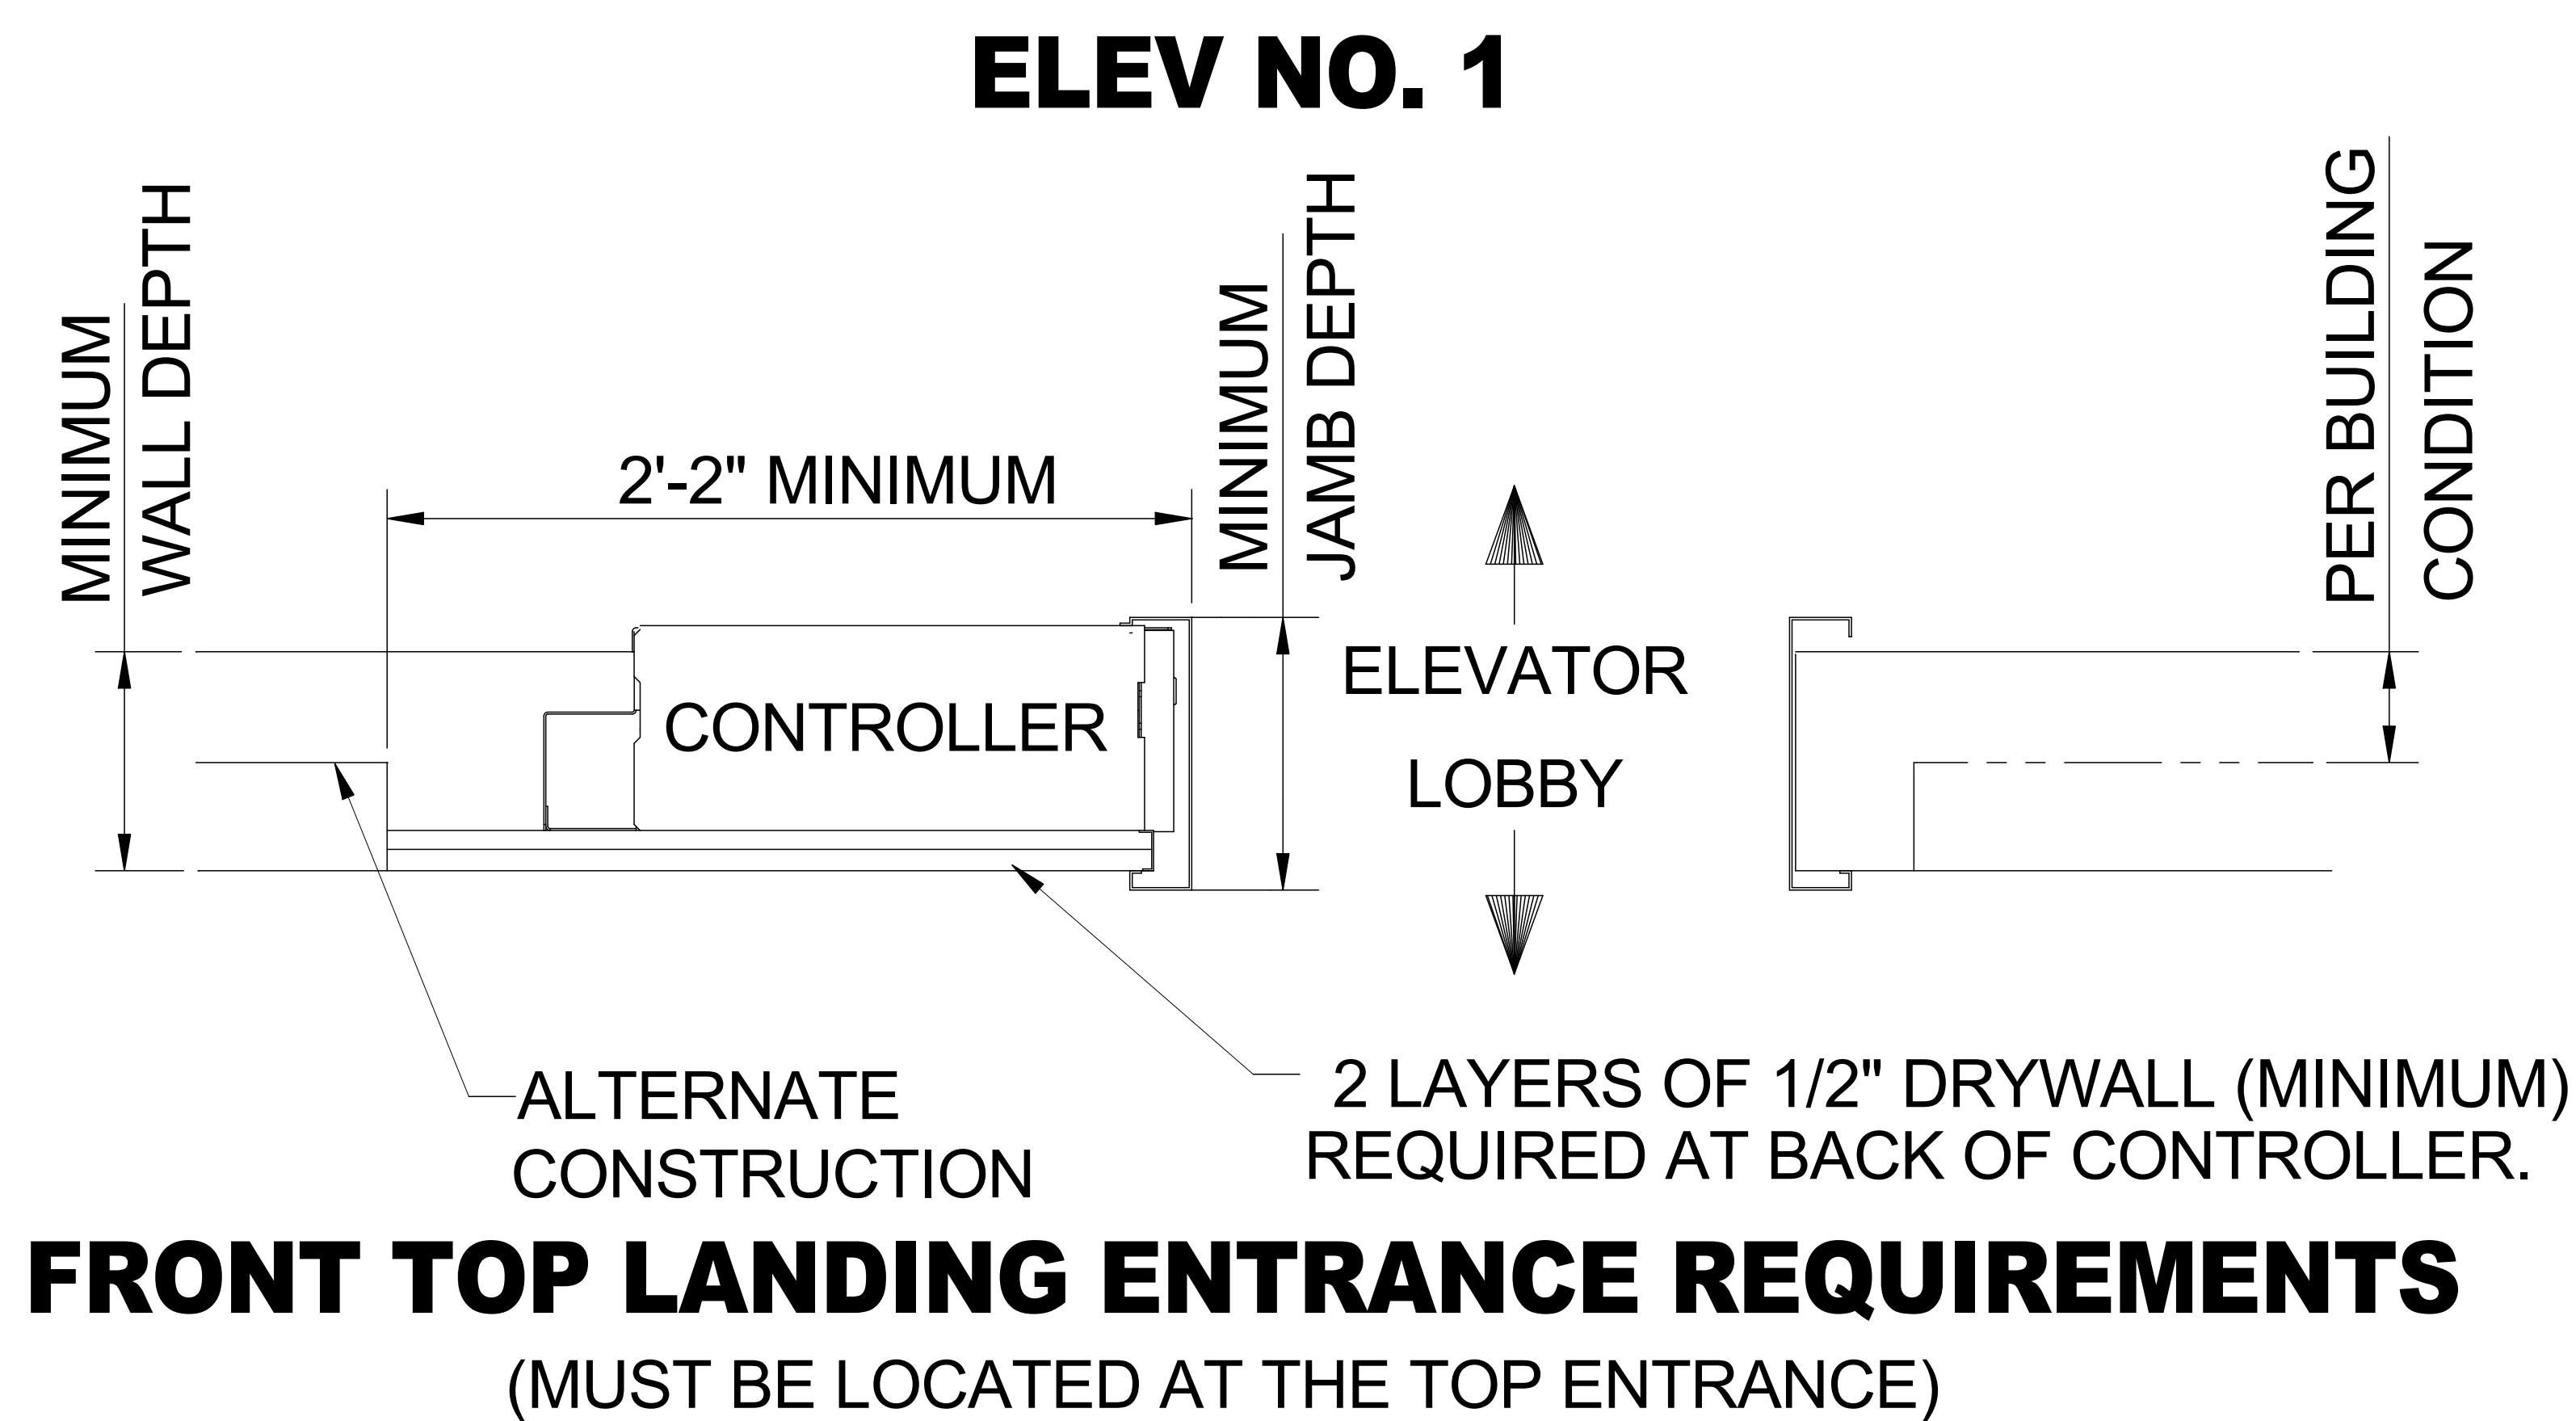 ELEV NO. 1
MINIMUM
WALL DEPTH
2'-2" MINIMUM
MINIMUM
JAMB DEPTH
PER BUILDING
CONDITION
CONTROLLER
ELEVATOR
LOBBY
ALTERNATE
CONSTRUCTION
2 LAYERS OF 1/2" DRYWALL (MINIMUM)
REQUIRED AT BACK OF CONTROLLER.
FRONT TOP LANDING ENTRANCE REQUIREMENTS
(MUST BE LOCATED AT THE TOP ENTRANCE)